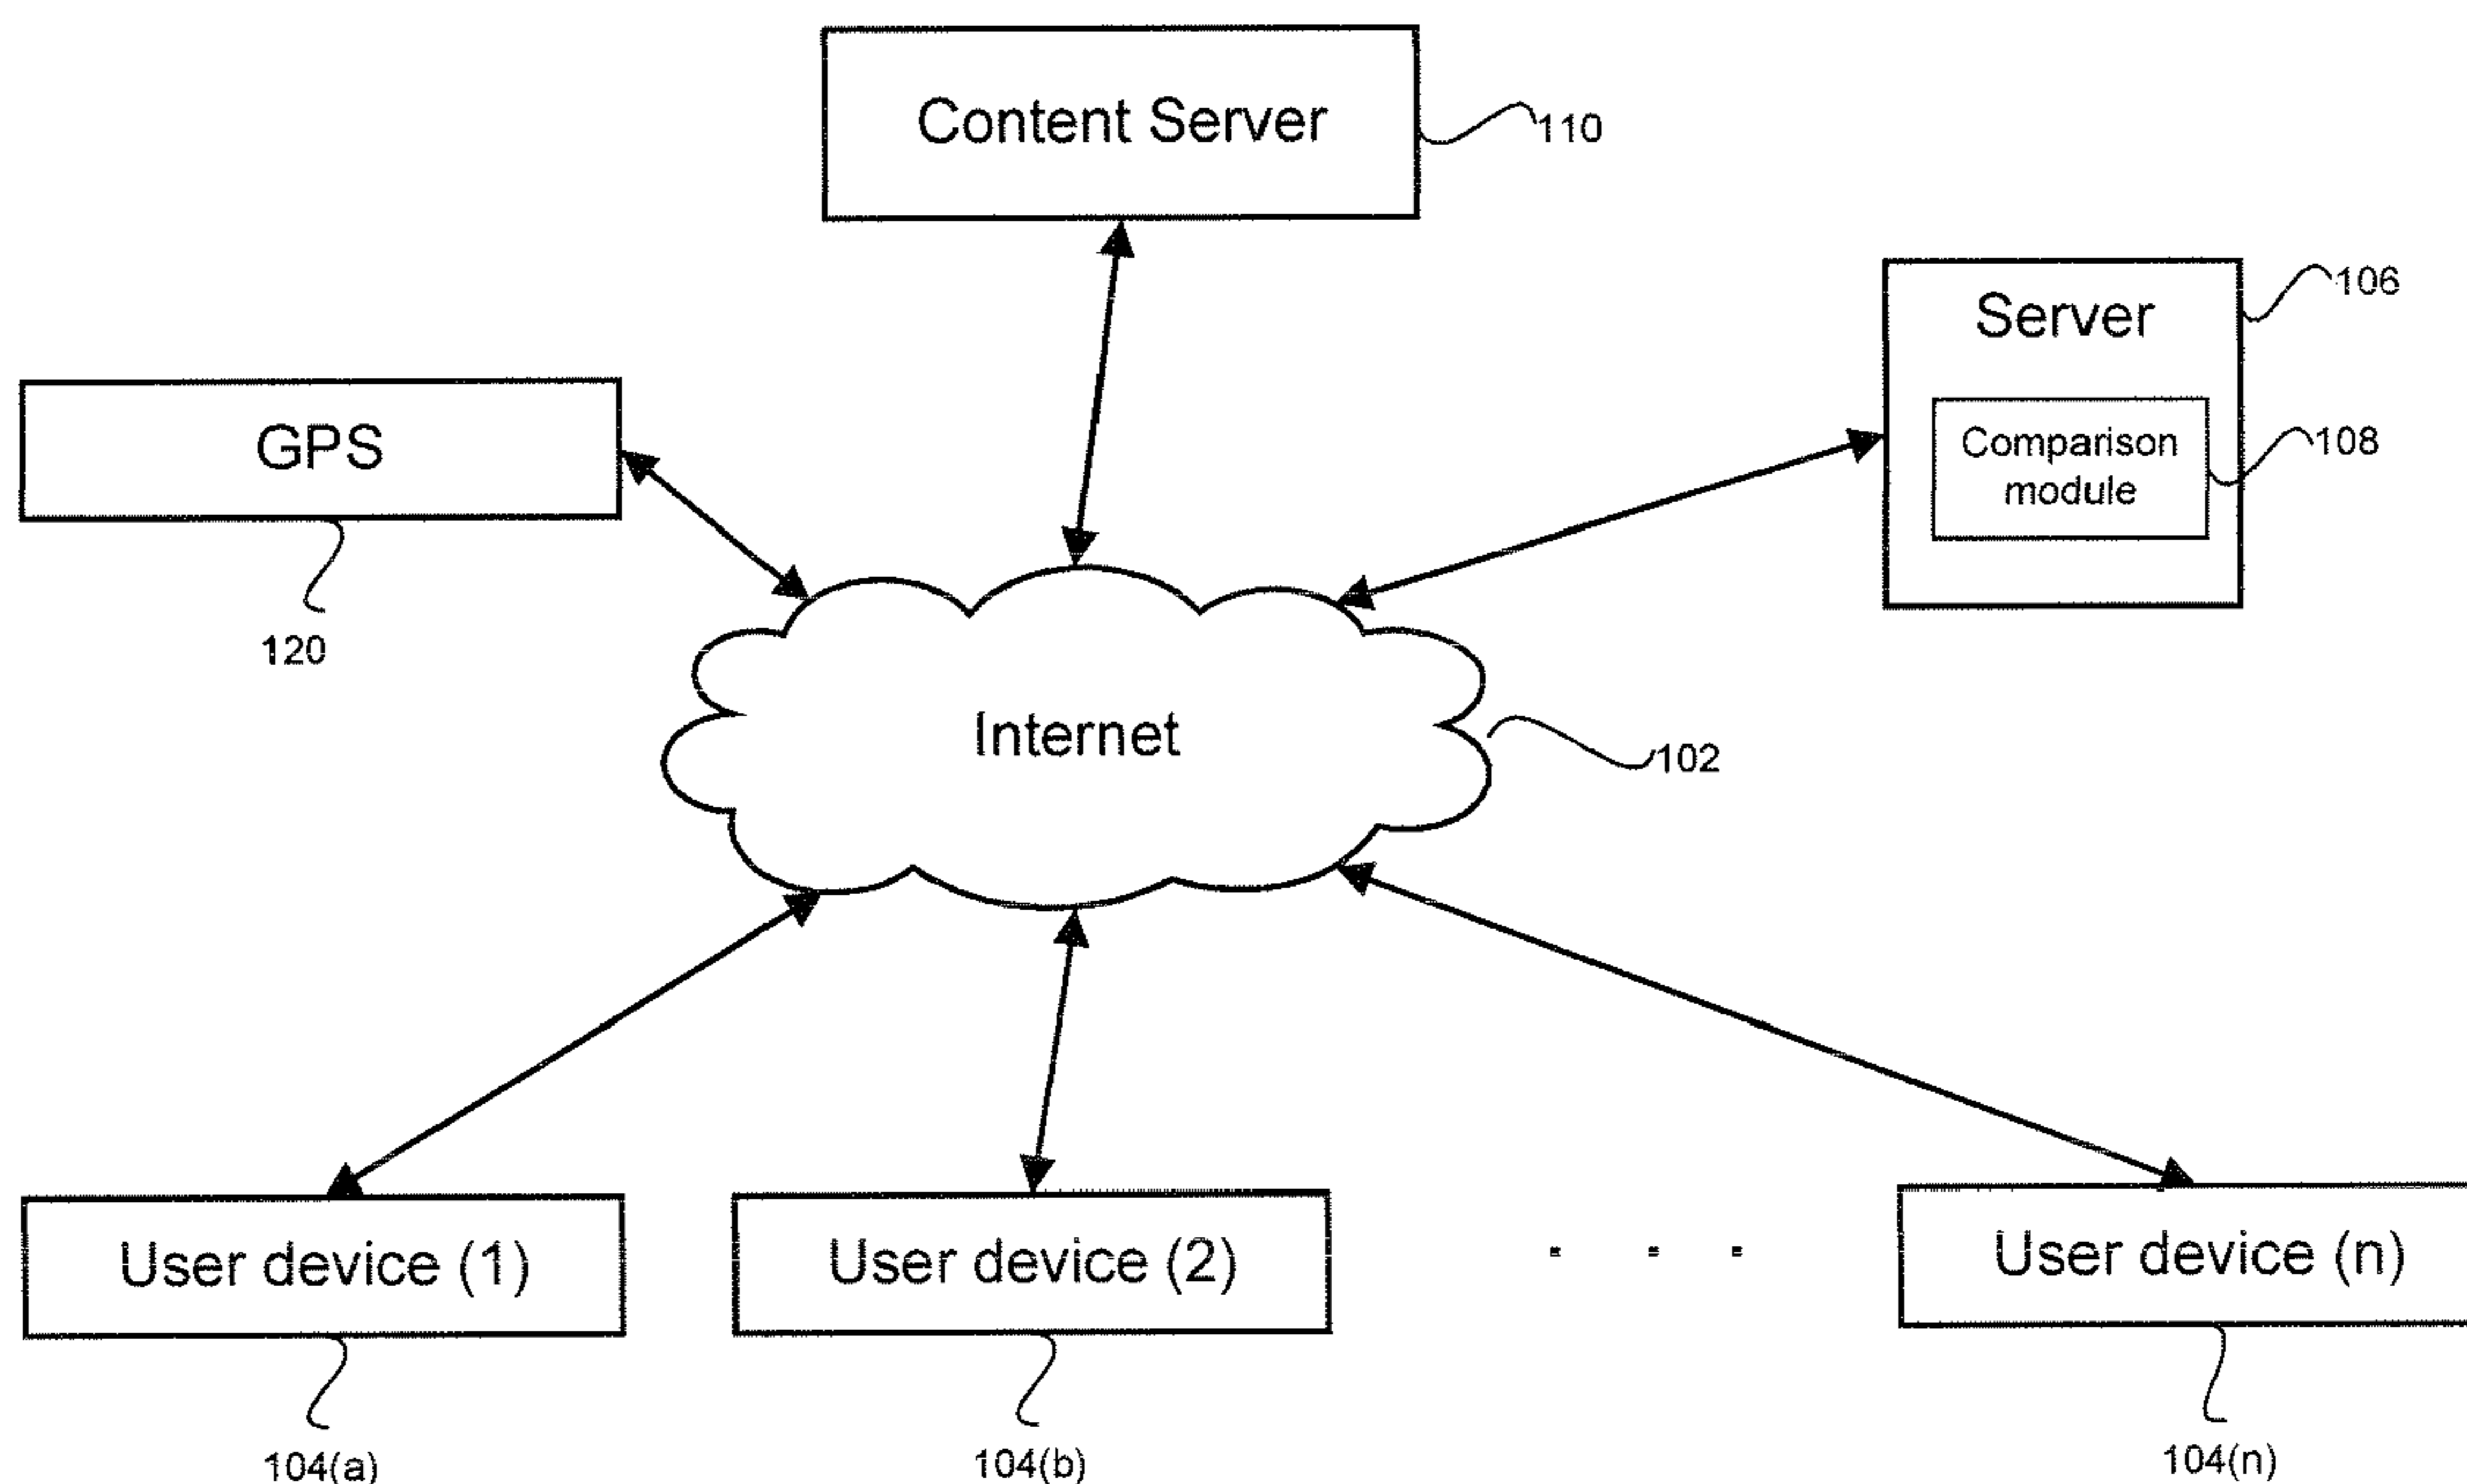 Content Server
110
Server
106
Comparison
module
108
GPS
120
Internet
102
User device (1)
User device (2)
. . .
User device (n)
104(a)
104(b)
104(n)